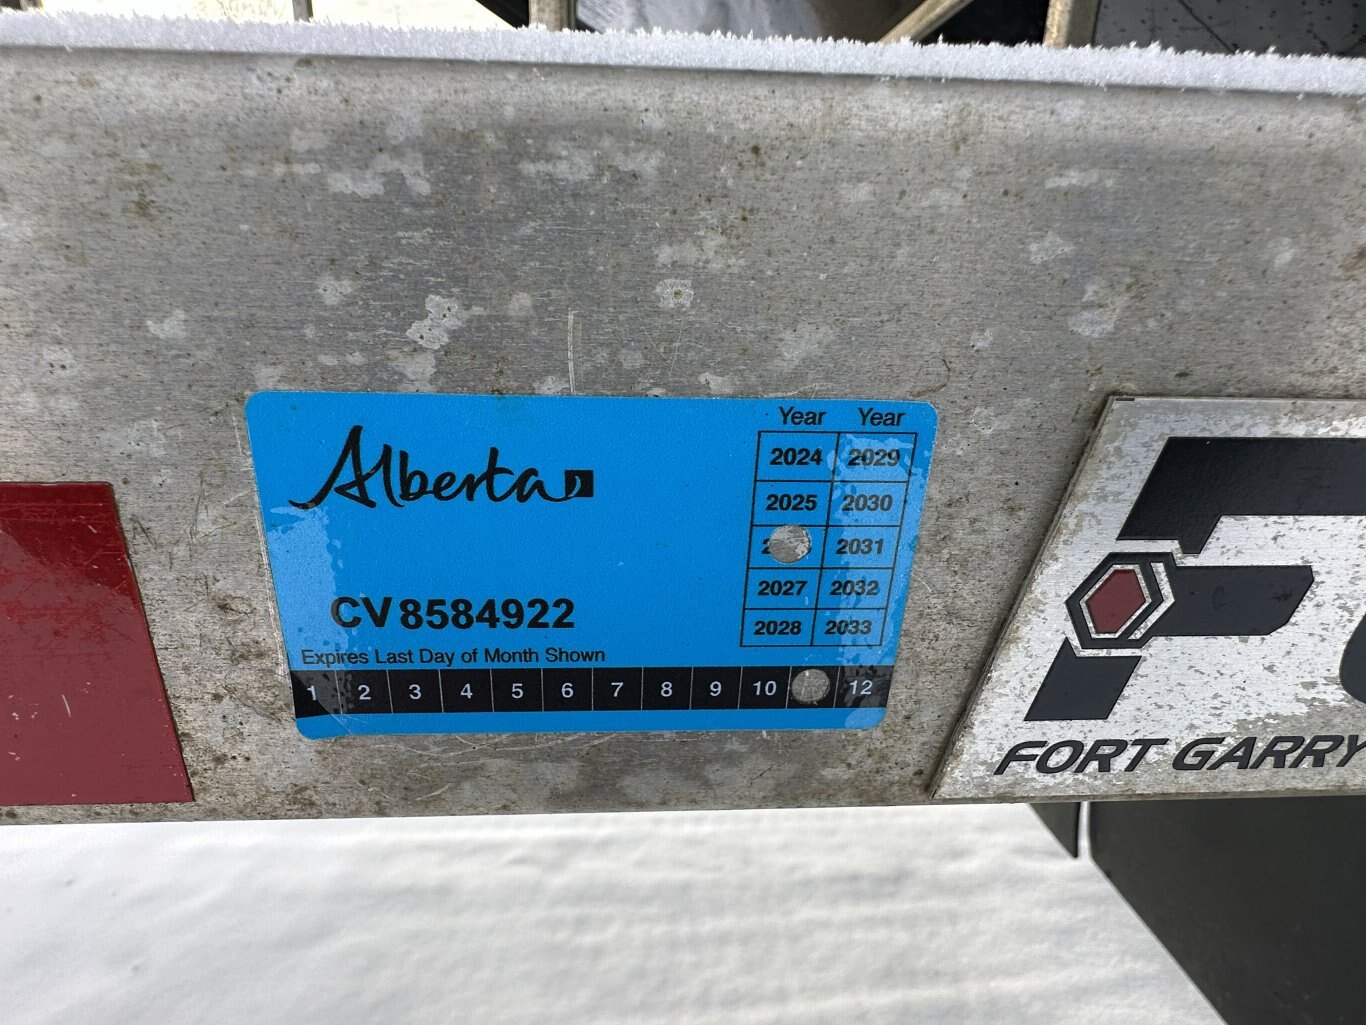 Alberta
CV8584922
Expires Last Day of Month Shown
1 2 3 4 5 6 7 8 9 10 12
Year Year
2024 2029
2025 2030
2031
2027 2032
2028 2033
FORT GARRY